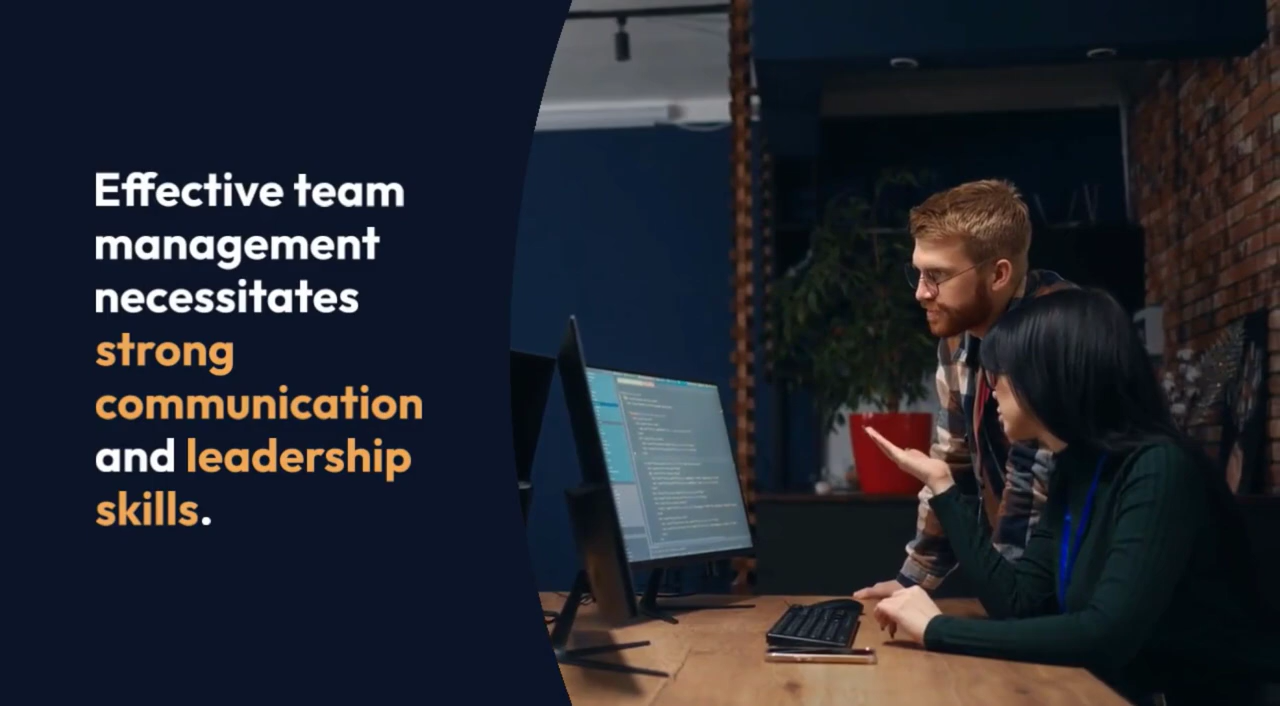 Effective team
management
necessitates
strong
communication
and leadership
skills.